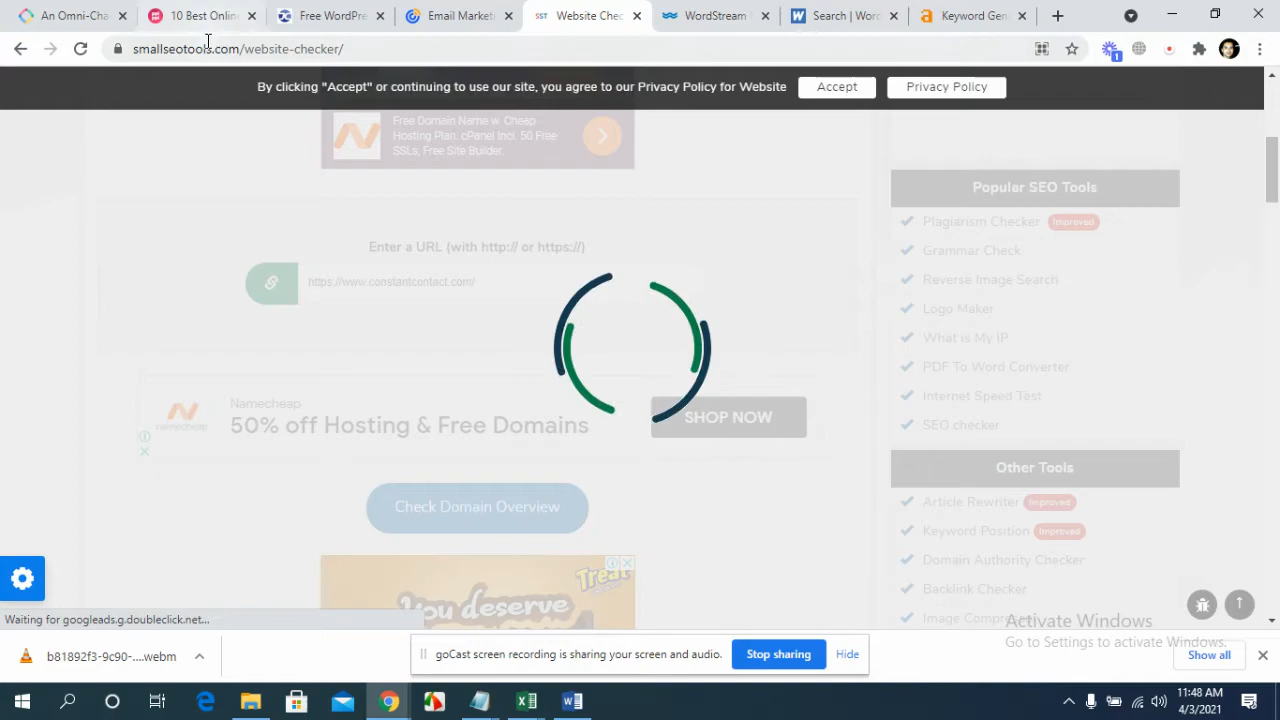 An Omni-Cha
10 Best Online
Free WordPre
Email Marketi
SST Website Chec
WordStream
W Search | Word
a Keyword Gene
smallseotools.com/website-checker/
1
By clicking "Accept" or continuing to use our site, you agree to our Privacy Policy for Website
Accept
Privacy Policy
Free Domain Name w. Cheap
Hosting Plan. cPanel Incl. 50 Free
SSLs, Free Site Builder.
Popular SEO Tools
Plagiarism Checker Improved
Enter a URL (with http:// or https://)
Grammar Check
https://www.constantcontact.com/
Reverse Image Search
Logo Maker
What is My IP
PDF To Word Converter
Internet Speed Test
SEO checker
Namecheap
namecheap
50% off Hosting & Free Domains
SHOP NOW
Other Tools
Check Domain Overview
Article Rewriter Improved
Keyword Position Improved
Domain Authority Checker
Backlink Checker
Treat
You deserve
Activate Windows
Go to Settings to activate Windows.
Waiting for googleads.g.doubleclick.net...
b81892f3-9c90-....webm
goCast screen recording is sharing your screen and audio.
Stop sharing
Hide
Show all
11:48 AM
4/3/2021